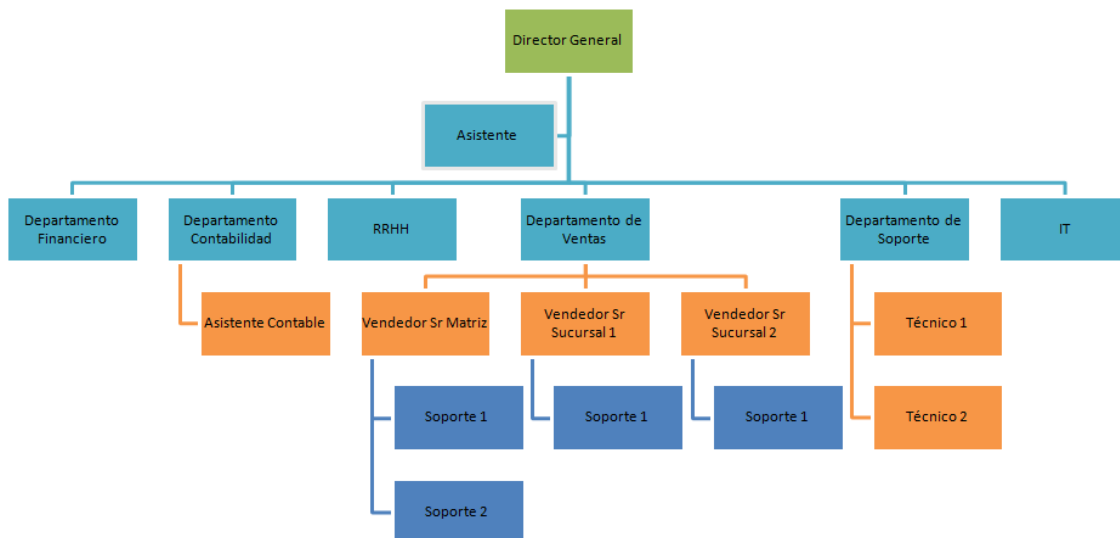 Director General
Asistente
Departamento
Financiero
Departamento
Contabilidad
RRHH
Departamento de
Ventas
Departamento de
Soporte
IT
Asistente Contable
Vendedor Sr Matriz
Vendedor Sr
Sucursal 1
Vendedor Sr
Sucursal 2
Técnico 1
Soporte 1
Soporte 1
Soporte 1
Técnico 2
Soporte 2